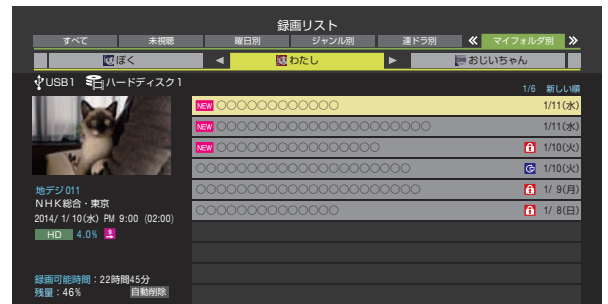 録画リスト
すべて 未視聴 曜日別 ジャンル別 連ドラ別 マイフォルダ別
ぼく わたし おじいちゃん
USB1 ハードディスク1
1/6 新しい順
NEW 〇〇〇〇〇〇〇〇〇〇〇〇 1/11(水)
NEW 〇〇〇〇〇〇〇〇〇〇〇〇〇〇〇〇〇〇〇〇〇 1/11(水)
NEW 〇〇〇〇〇〇〇〇〇〇〇〇〇〇〇〇 1/10(火)
〇〇〇〇〇〇〇〇〇〇〇〇〇〇〇〇〇〇〇〇〇 1/10(火)
〇〇〇〇〇〇〇〇〇〇〇〇〇〇〇〇〇〇〇〇〇〇 1/ 9(月)
〇〇〇〇〇〇〇〇〇〇〇〇〇〇 1/ 8(日)
地デジ011
NHK総合・東京
2014/ 1/ 10(水) PM 9:00 (02:00)
HD 4.0%
録画可能時間：22時間45分
残量：46% 自動削除